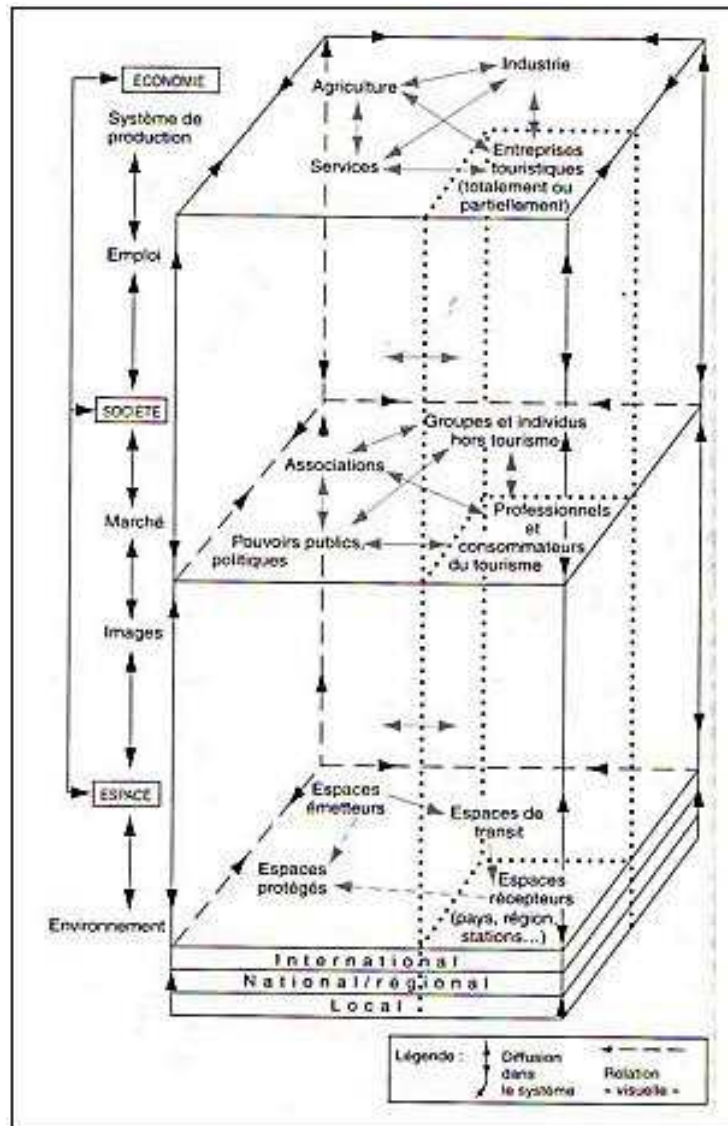 ÉCONOMIE
Système de
production
Emploi
SOCIÉTÉ
Marché
Images
ESPACE
Environnement
Industrie
Agriculture
Services
Entreprises
touristiques
(totalement ou
partiellement)
Groupes et individus
hors tourisme
Associations
Pouvoirs publics,
politiques
Professionnels
et
consommateurs
du tourisme
Espaces
émetteurs
Espaces de
transit
Espaces
protégés
Espaces
récepteurs
(pays, région,
stations...)
International
National/régional
Local
Légende :
Diffusion
dans
le système
Relation
« visuelle »